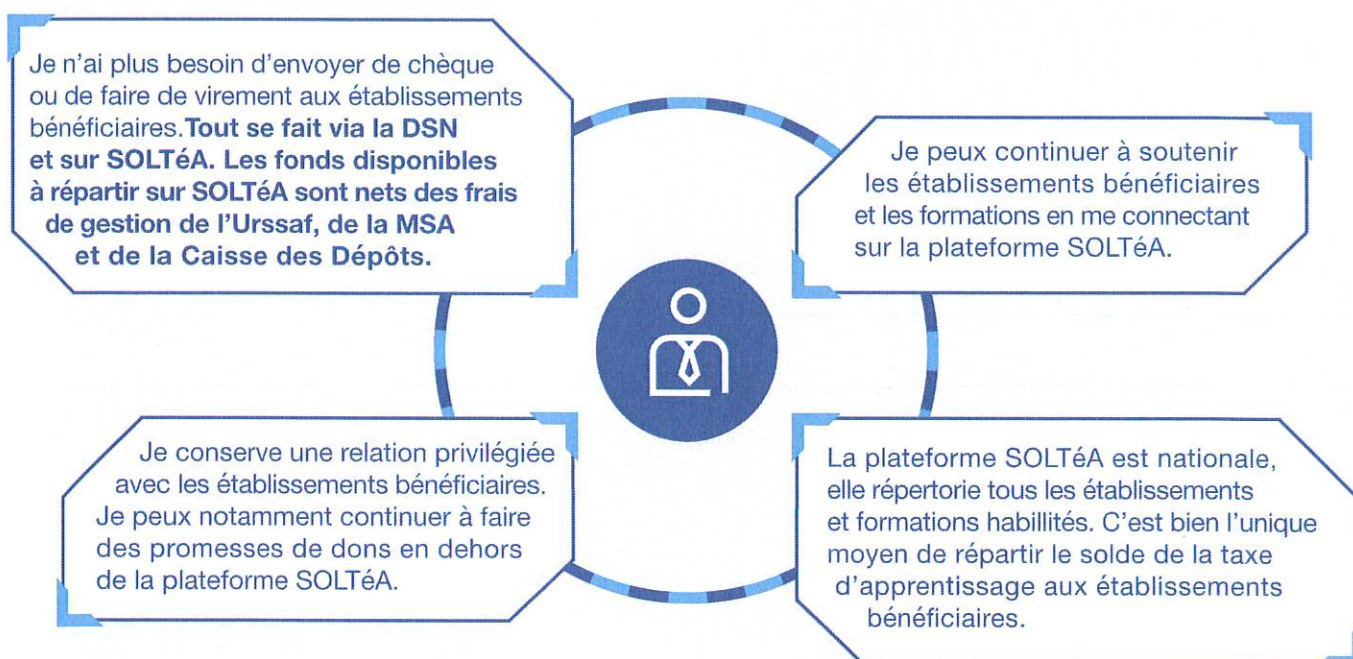 Je n'ai plus besoin d'envoyer de chèque
ou de faire de virement aux établissements
bénéficiaires.Tout se fait via la DSN
et sur SOLTéA. Les fonds disponibles
à répartir sur SOLTéA sont nets des frais
de gestion de l'Urssaf, de la MSA
et de la Caisse des Dépôts.
Je peux continuer à soutenir
les établissements bénéficiaires
et les formations en me connectant
sur la plateforme SOLTéA.
Je conserve une relation privilégiée
avec les établissements bénéficiaires.
Je peux notamment continuer à faire
des promesses de dons en dehors
de la plateforme SOLTéA.
La plateforme SOLTéA est nationale,
elle répertorie tous les établissements
et formations habillités. C'est bien l'unique
moyen de répartir le solde de la taxe
d'apprentissage aux établissements
bénéficiaires.